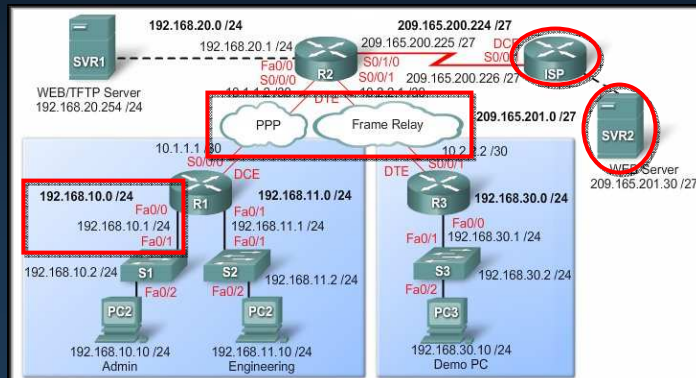 192.168.20.0 /24
209.165.200.224 /27
SVR1
192.168.20.1 /24
209.165.200.225 /27
DCE
Fa0/0
R2
S0/1/0
S0/0/0
S0/0/1
209.165.200.226 /27
ISP
WEB/TFTP Server
192.168.20.254 /24
DTE
209.165.201.0 /27
PPP
Frame Relay
SVR2
10.1.1.1 /30
S0/0/0
10.2.2.2 /30
S0/0/1
WEB Server
209.165.201.30 /27
DCE
DTE
192.168.10.0 /24
R1
192.168.11.0 /24
R3
192.168.30.0 /24
Fa0/0
Fa0/1
Fa0/0
192.168.10.1 /24
192.168.11.1 /24
192.168.30.1 /24
Fa0/1
Fa0/1
Fa0/1
192.168.10.2 /24
S1
S2
192.168.11.2 /24
S3
192.168.30.2 /24
Fa0/2
Fa0/2
Fa0/2
PC2
PC2
PC3
192.168.10.10 /24
192.168.11.10 /24
192.168.30.10 /24
Admin
Engineering
Demo PC